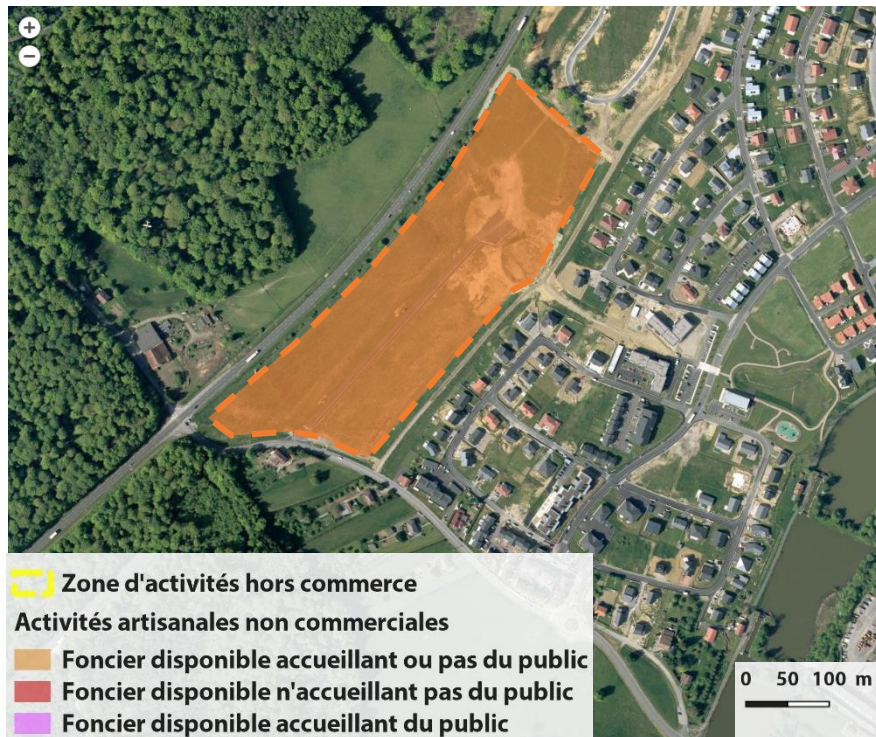 Zone d'activités hors commerce
Activités artisanales non commerciales
Foncier disponible accueillant ou pas du public
Foncier disponible n'accueillant pas du public
Foncier disponible accueillant du public
0 50 100 m